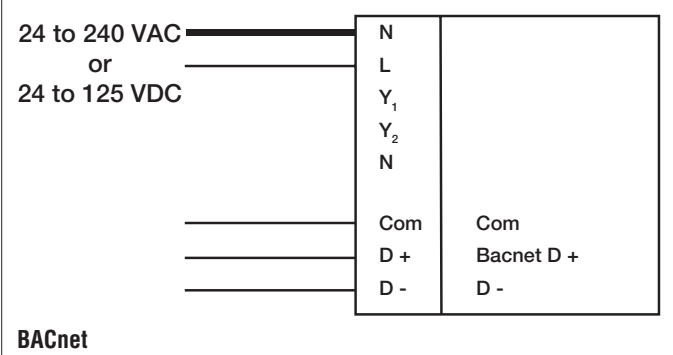 24 to 240 VAC
or
24 to 125 VDC
N
L
Y1
Y2
N
Com Com
D + Bacnet D +
D - D -
BACnet